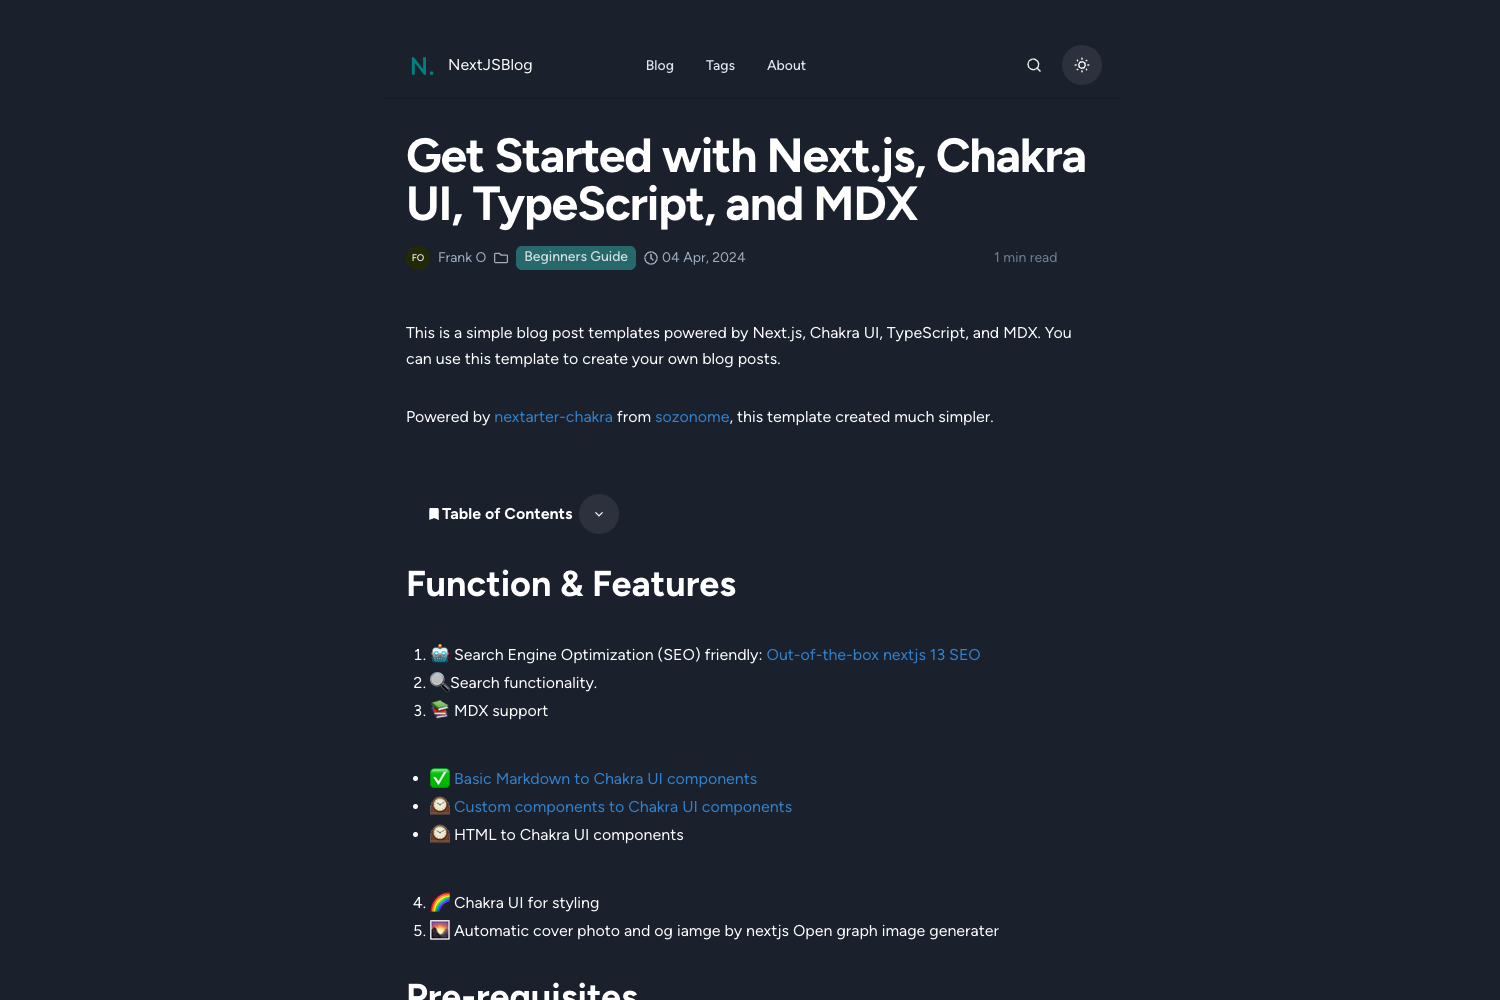 N. NextJSBlog Blog Tags About
Get Started with Next.js, Chakra
UI, TypeScript, and MDX
FO Frank O Beginners Guide 04 Apr, 2024 1 min read
This is a simple blog post templates powered by Next.js, Chakra UI, TypeScript, and MDX. You
can use this template to create your own blog posts.
Powered by nextarter-chakra from sozonome, this template created much simpler.
Table of Contents
Function & Features
1. 🤖 Search Engine Optimization (SEO) friendly: Out-of-the-box nextjs 13 SEO
2. 🔍Search functionality.
3. 📚 MDX support
• ✅ Basic Markdown to Chakra UI components
• 🕰️ Custom components to Chakra UI components
• 🕰️ HTML to Chakra UI components
4. 🌈 Chakra UI for styling
5. 🌄 Automatic cover photo and og iamge by nextjs Open graph image generater
Pre-requisites